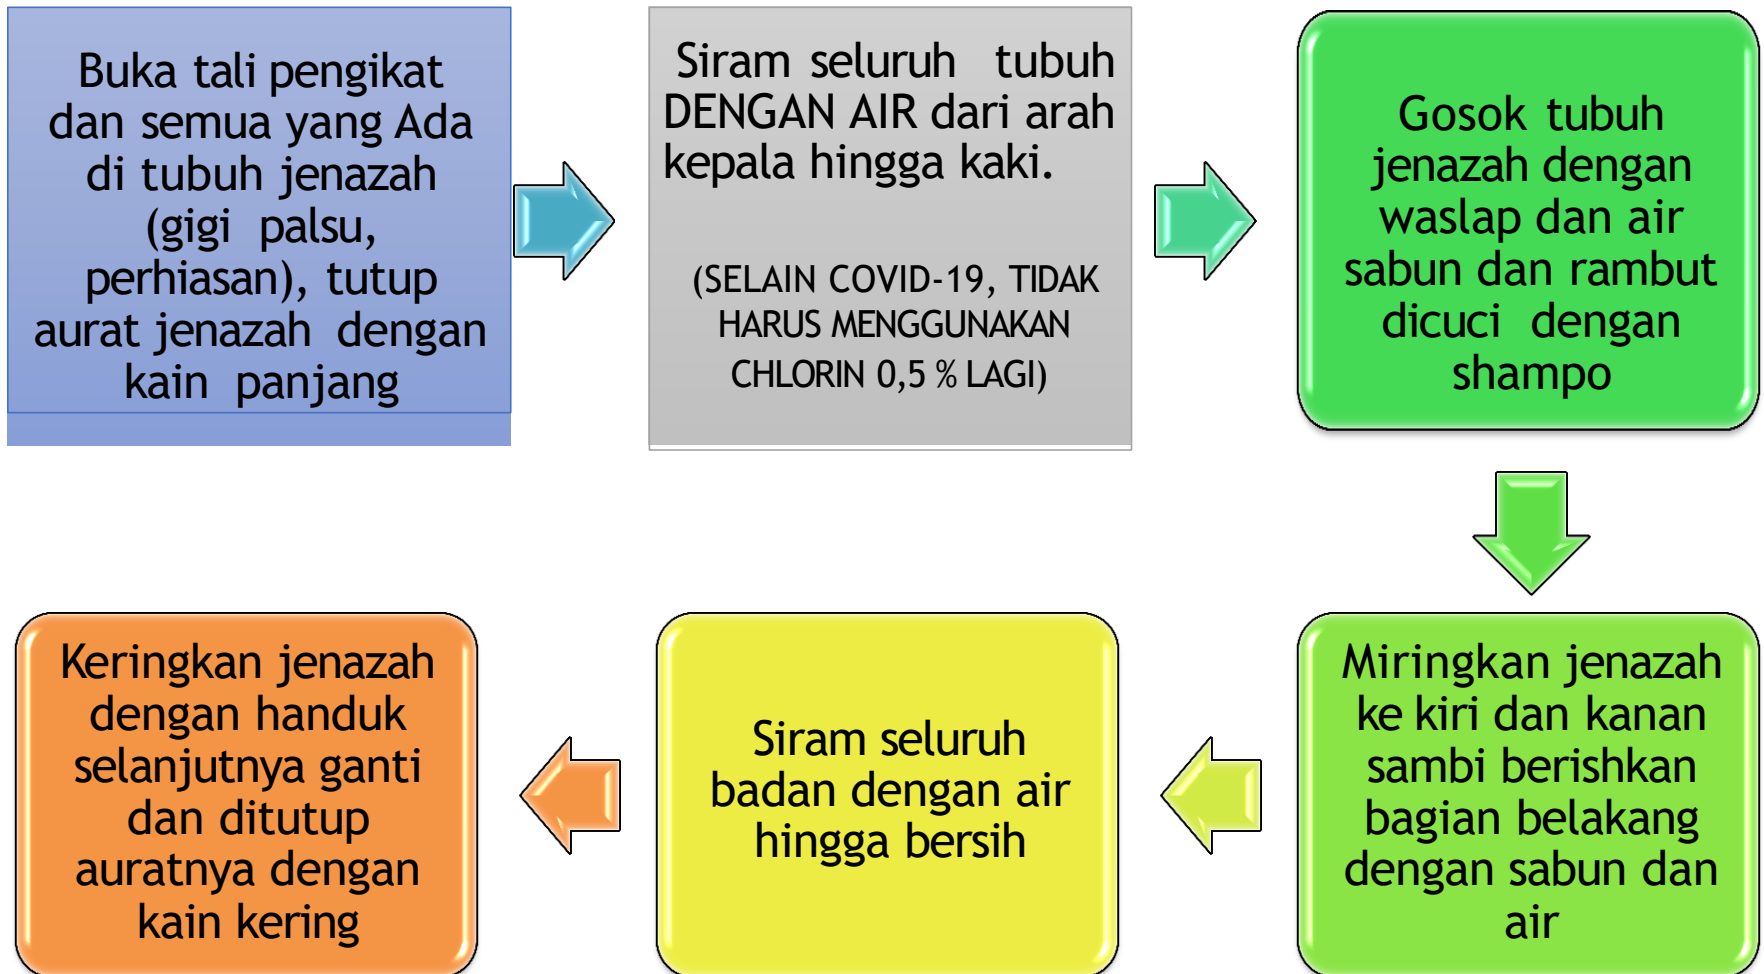 Buka tali pengikat
dan semua yang Ada
di tubuh jenazah
(gigi palsu,
perhiasan), tutup
aurat jenazah dengan
kain panjang
Siram seluruh tubuh
DENGAN AIR dari arah
kepala hingga kaki.
(SELAIN COVID-19, TIDAK
HARUS MENGGUNAKAN
CHLORIN 0,5 % LAGI)
Gosok tubuh
jenazah dengan
waslap dan air
sabun dan rambut
dicuci dengan
shampo
Miringkan jenazah
ke kiri dan kanan
sambi berishkan
bagian belakang
dengan sabun dan
air
Siram seluruh
badan dengan air
hingga bersih
Keringkan jenazah
dengan handuk
selanjutnya ganti
dan ditutup
auratnya dengan
kain kering